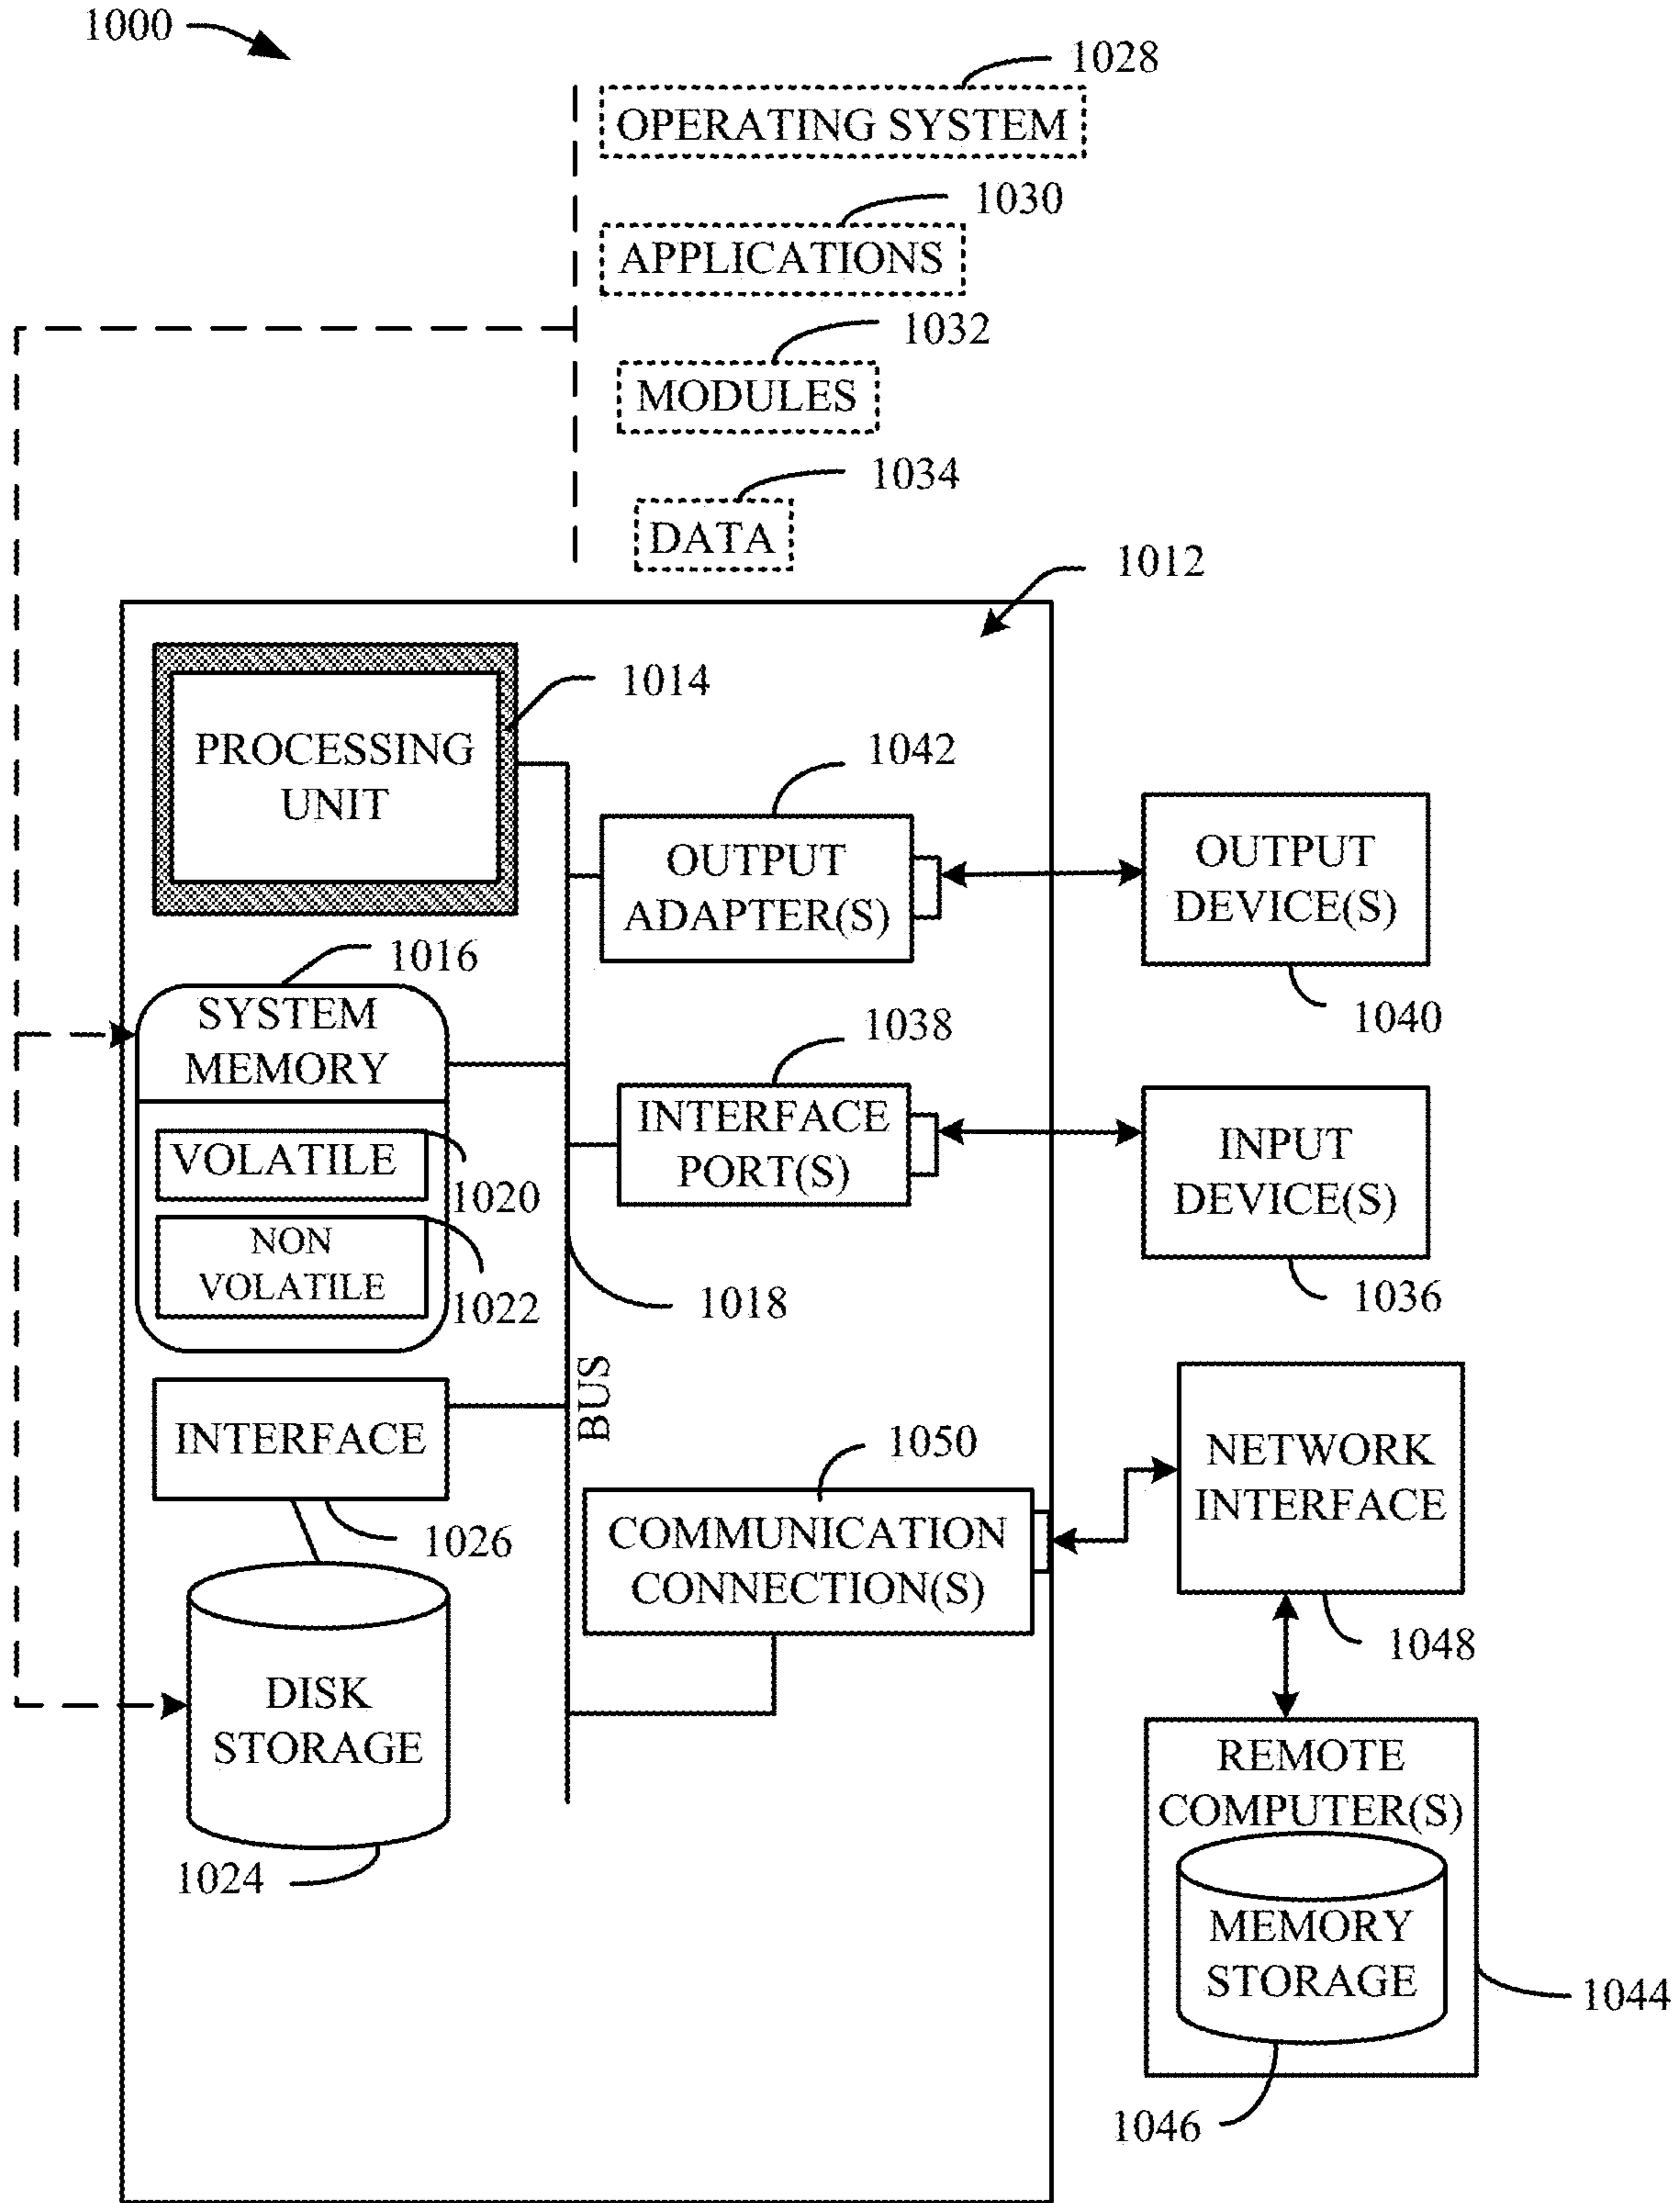 1000
1028
OPERATING SYSTEM
1030
APPLICATIONS
1032
MODULES
1034
DATA
1012
PROCESSING
UNIT
1014
1042
OUTPUT
ADAPTER(S)
OUTPUT
DEVICE(S)
1040
1016
SYSTEM
MEMORY
VOLATILE
1020
NON
VOLATILE
1022
1038
INTERFACE
PORT(S)
INPUT
DEVICE(S)
1036
1018
BUS
INTERFACE
1026
1050
COMMUNICATION
CONNECTION(S)
NETWORK
INTERFACE
1048
DISK
STORAGE
1024
REMOTE
COMPUTER(S)
MEMORY
STORAGE
1044
1046